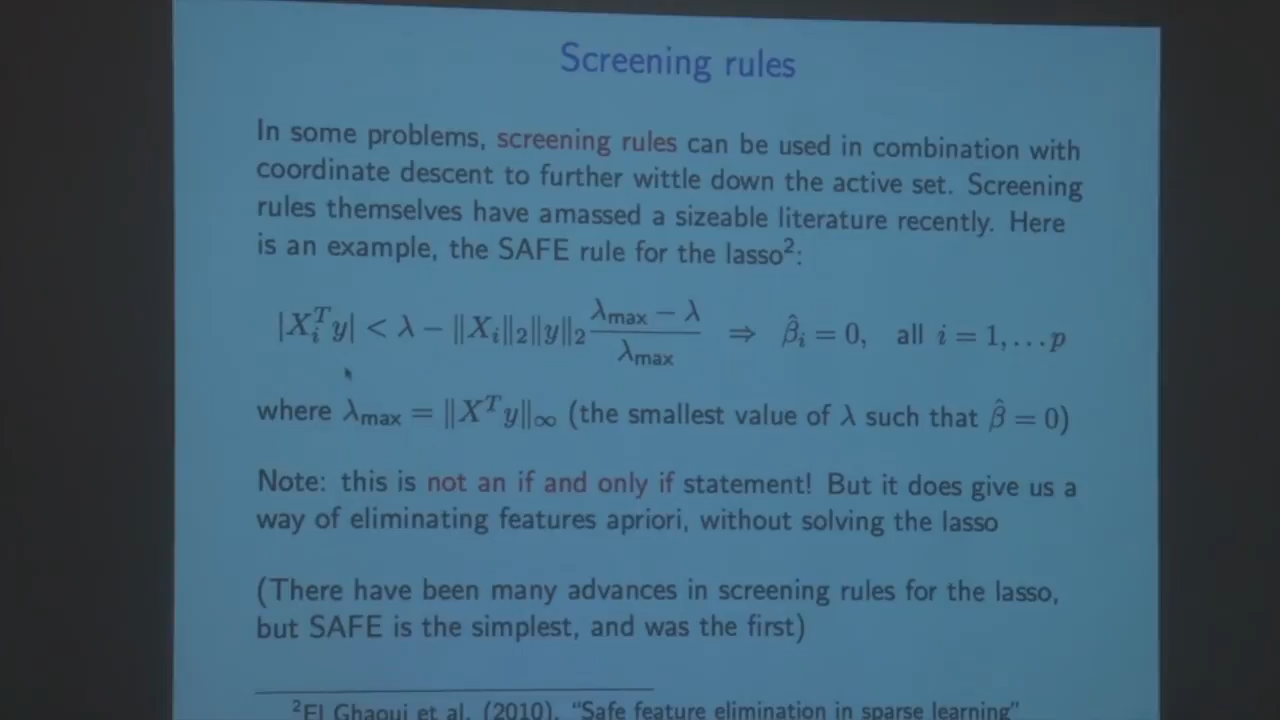 Screening rules
In some problems, screening rules can be used in combination with
coordinate descent to further wittle down the active set. Screening
rules themselves have amassed a sizeable literature recently. Here
is an example, the SAFE rule for the lasso²:
|X_i^T y| < λ − ‖X_i‖₂‖y‖₂ (λ_max − λ)/λ_max ⇒ β̂_i = 0, all i = 1, . . . p
where λ_max = ‖X^T y‖_∞ (the smallest value of λ such that β̂ = 0)
Note: this is not an if and only if statement! But it does give us a
way of eliminating features apriori, without solving the lasso
(There have been many advances in screening rules for the lasso,
but SAFE is the simplest, and was the first)
²El Ghaoui et al. (2010), "Safe feature elimination in sparse learning"